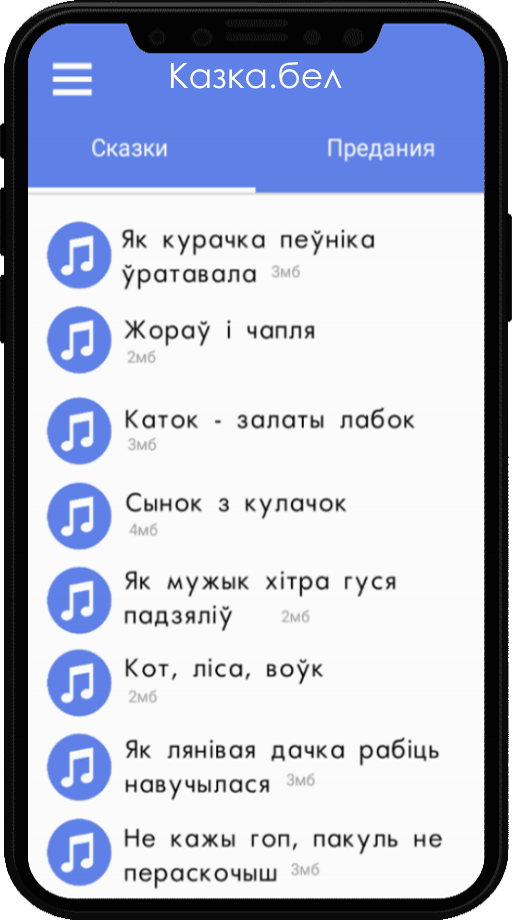 Казка.бел
Сказки
Предания
Як курачка пеўніка
ўратавала 3мб
Жораў і чапля
2мб
Каток - залаты лабок
3мб
Сынок з кулачок
4мб
Як мужык хітра гуся
падзяліў 2мб
Кот, ліса, воўк
2мб
Як лянівая дачка рабіць
навучылася 3мб
Не кажы гоп, пакуль не
пераскочыш 3мб